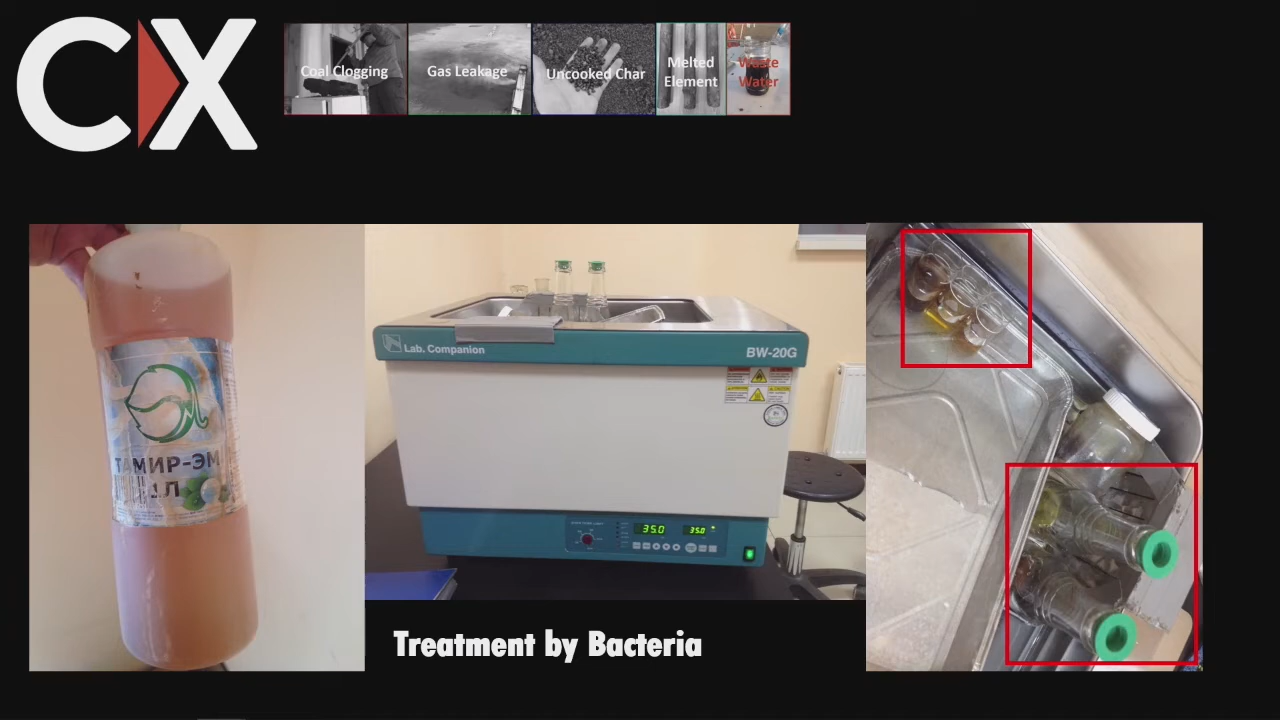 CX
Coal Clogging
Gas Leakage
Uncooked Char
Melted
Element
Waste
Water
ТАМИР-ЭМ
1Л
Lab. Companion
BW-20G
35.0
35.0
Treatment by Bacteria